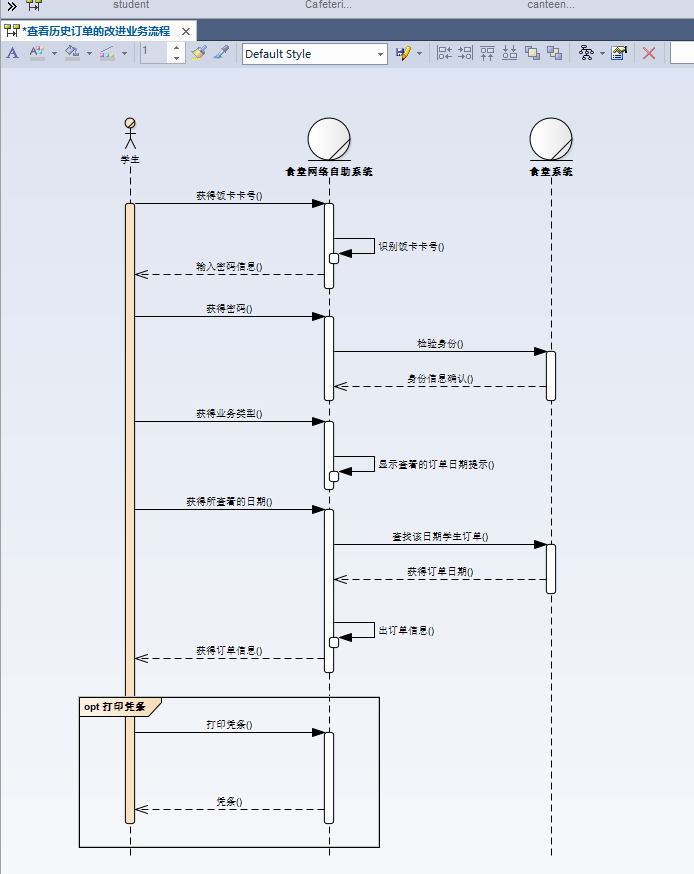 student
Cafeteri...
canteen...
*查看历史订单的改进业务流程
1
Default Style
学生
食堂网络自助系统
食堂系统
获得饭卡卡号()
识别饭卡卡号()
输入密码信息()
获得密码()
检验身份()
身份信息确认()
获得业务类型()
显示查看的订单日期提示()
获得所查看的日期()
查找该日期学生订单()
获得订单日期()
出订单信息()
获得订单信息()
opt 打印凭条
打印凭条()
凭条()